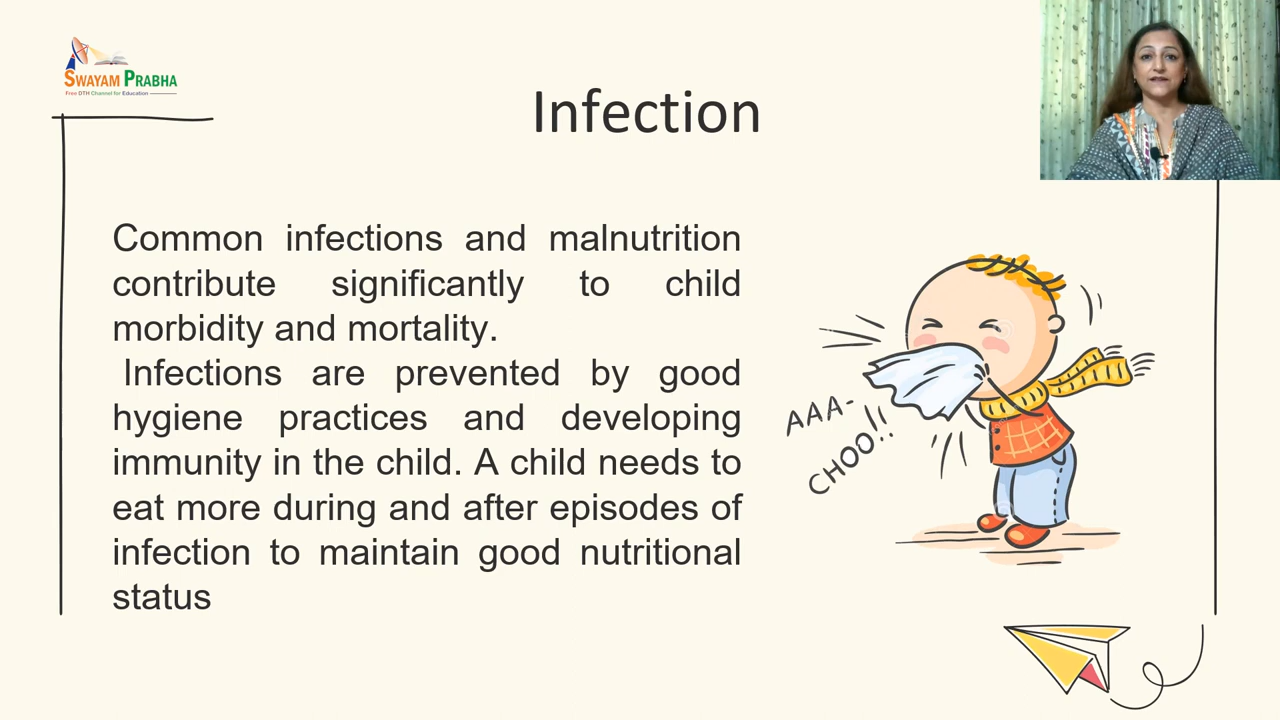 SWAYAM PRABHA
Free DTH Channel for Education
Infection
Common infections and malnutrition
contribute significantly to child
morbidity and mortality.
Infections are prevented by good
hygiene practices and developing
immunity in the child. A child needs to
eat more during and after episodes of
infection to maintain good nutritional
status
AAA-
CHOO!!